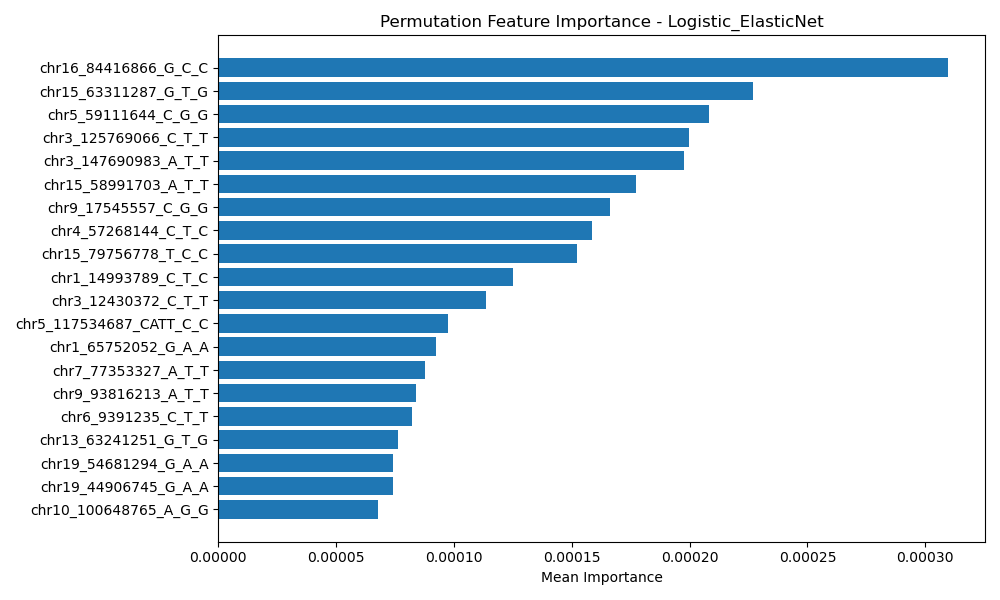 Permutation Feature Importance - Logistic_ElasticNet
chr16_84416866_G_C_C
chr15_63311287_G_T_G
chr5_59111644_C_G_G
chr3_125769066_C_T_T
chr3_147690983_A_T_T
chr15_58991703_A_T_T
chr9_17545557_C_G_G
chr4_57268144_C_T_C
chr15_79756778_T_C_C
chr1_14993789_C_T_C
chr3_12430372_C_T_T
chr5_117534687_CATT_C_C
chr1_65752052_G_A_A
chr7_77353327_A_T_T
chr9_93816213_A_T_T
chr6_9391235_C_T_T
chr13_63241251_G_T_G
chr19_54681294_G_A_A
chr19_44906745_G_A_A
chr10_100648765_A_G_G
0.00000 0.00005 0.00010 0.00015 0.00020 0.00025 0.00030
Mean Importance